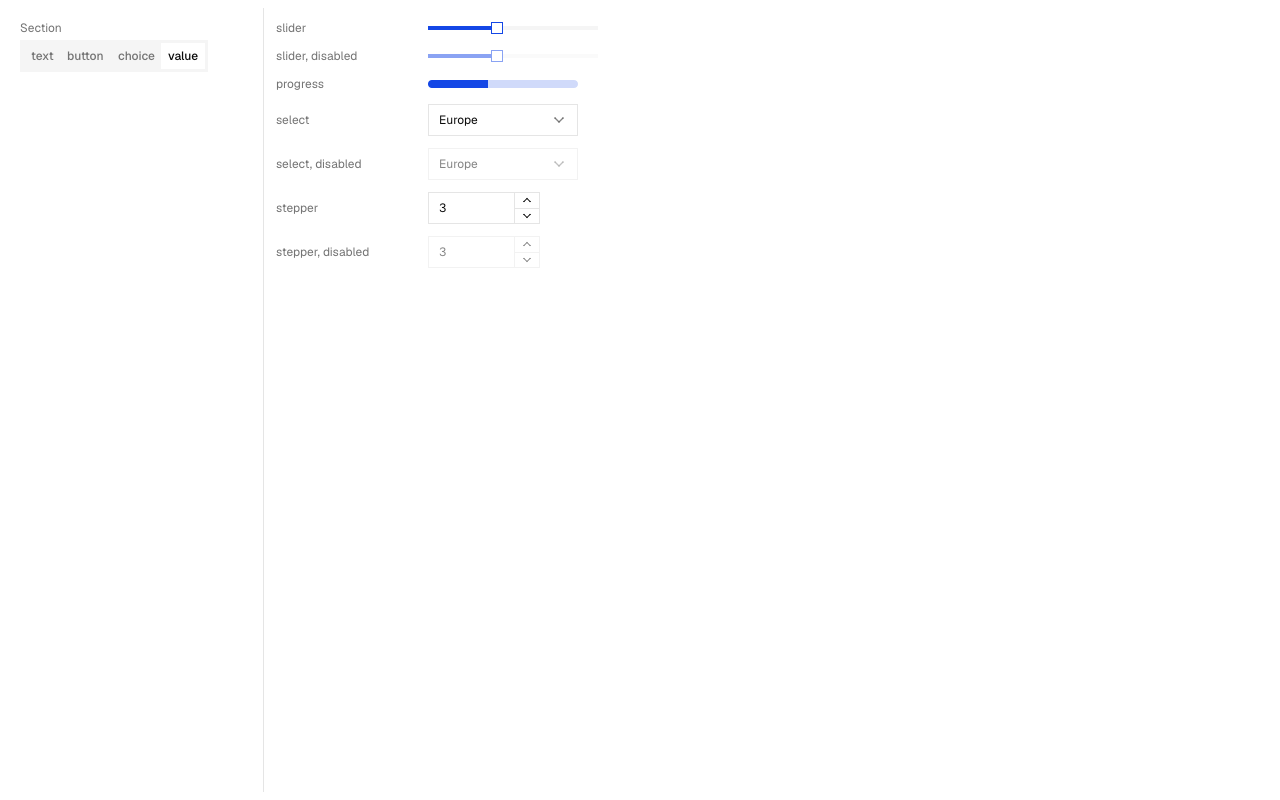 Section
text button choice value
slider
slider, disabled
progress
select Europe
select, disabled Europe
stepper 3
stepper, disabled 3